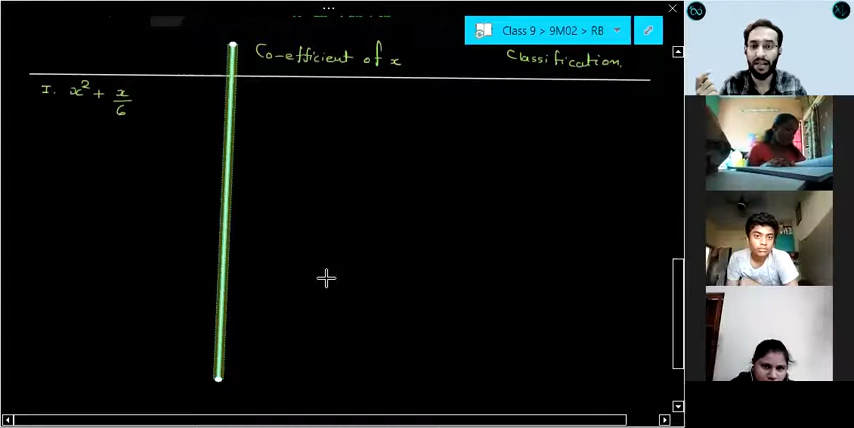 Class 9 > 9M02 > RB
Co-efficient of x
Classification.
I. x² + x/6